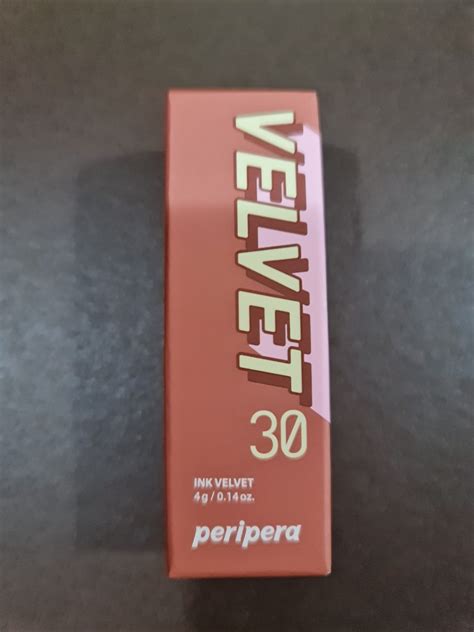 VELVET
30
INK VELVET
4g / 0.14oz.
peripera